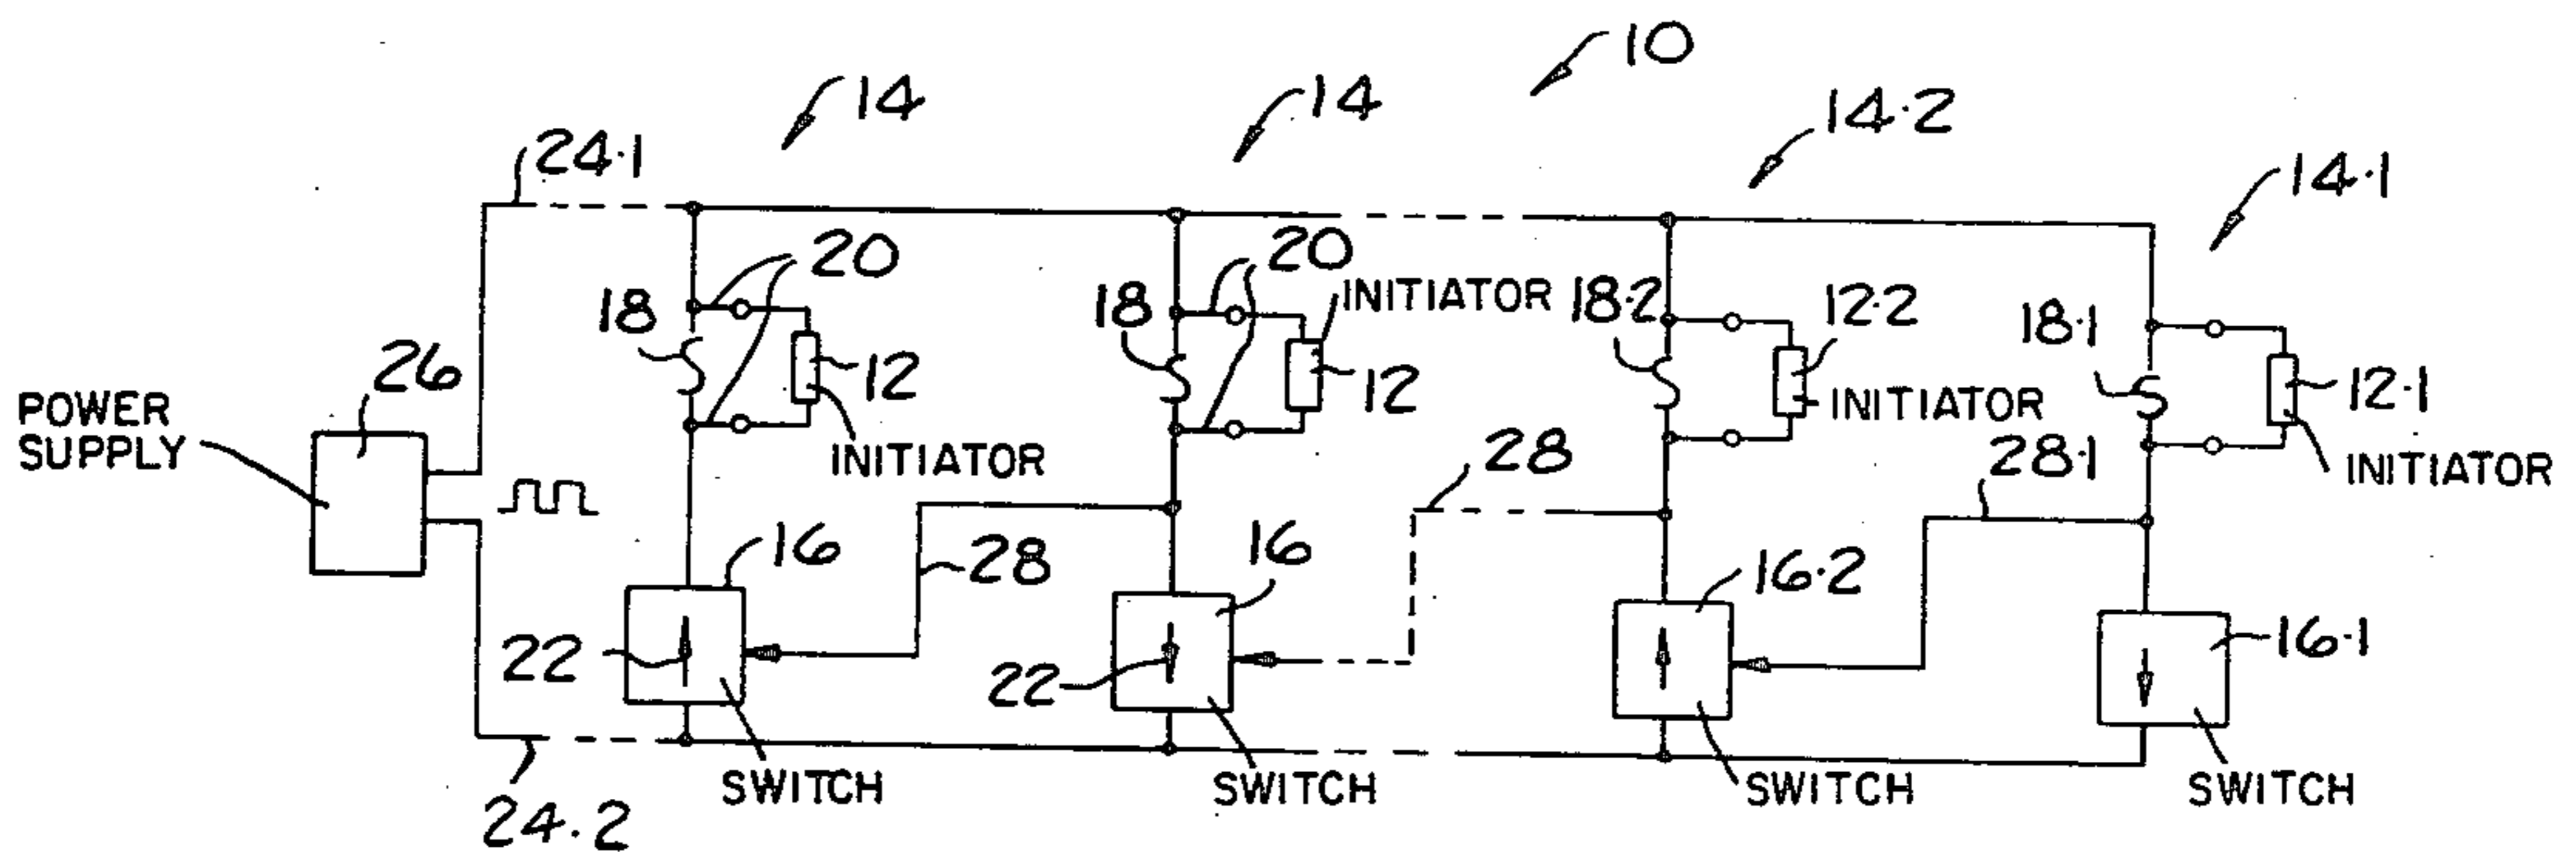 10
14
14
14·2
14·1
24·1
20
20
18
18
INITIATOR
18·2
12·2
18·1
26
12
12
INITIATOR
12·1
POWER
SUPPLY
INITIATOR
28
28·1
INITIATOR
16
28
16
16·2
16·1
22
22
SWITCH
SWITCH
SWITCH
SWITCH
24.2